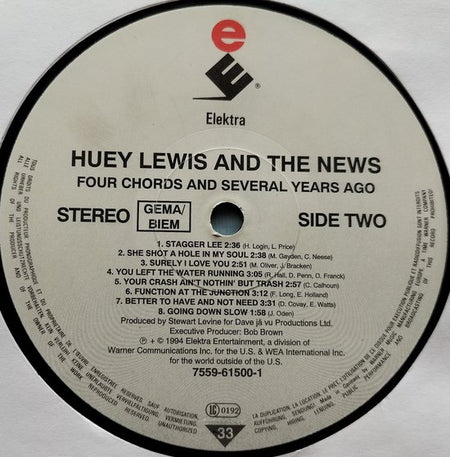 e
E
®
Elektra
HUEY LEWIS AND THE NEWS
FOUR CHORDS AND SEVERAL YEARS AGO
STEREO
GEMA/
BIEM
SIDE TWO
1. STAGGER LEE 2:36 (H. Login, L. Price)
2. SHE SHOT A HOLE IN MY SOUL 2:38 (M. Gayden, C. Neese)
3. SURELY I LOVE YOU 2:51 (M. Oliver, J. Bracken)
4. YOU LEFT THE WATER RUNNING 3:05 (R. Hall, D. Penn, O. Franck)
5. YOUR CRASH AIN'T NOTHIN' BUT TRASH 2:57 (C. Calhoun)
6. FUNCTION AT THE JUNCTION 3:12 (F. Long, E. Holland)
7. BETTER TO HAVE AND NOT NEED 3:31 (D. Covay, E. Watts)
8. GOING DOWN SLOW 1:58 (J. Oden)
Produced by Stewart Levine for Dave jâ vu Productions Ltd.
Executive Producer: Bob Brown
℗ + © 1994 Elektra Entertainment, a division of
Warner Communications Inc. for the U.S. & WEA International Inc.
for the world outside of the U.S.
7559-61500-1
LC 0192
33